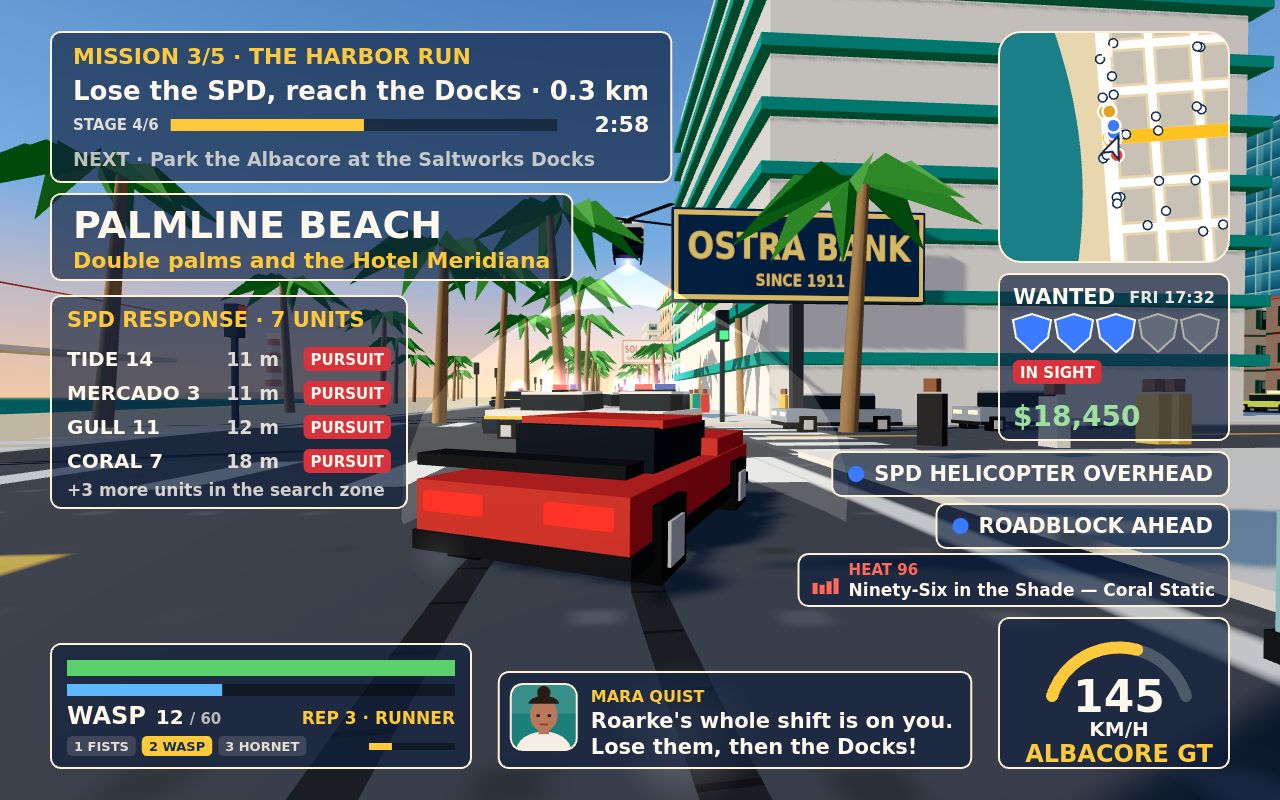 MISSION 3/5 · THE HARBOR RUN
Lose the SPD, reach the Docks · 0.3 km
STAGE 4/6
2:58
NEXT · Park the Albacore at the Saltworks Docks
PALMLINE BEACH
Double palms and the Hotel Meridiana
SPD RESPONSE · 7 UNITS
TIDE 14 11 m PURSUIT
MERCADO 3 11 m PURSUIT
GULL 11 12 m PURSUIT
CORAL 7 18 m PURSUIT
+3 more units in the search zone
OSTRA BANK
SINCE 1911
WANTED FRI 17:32
IN SIGHT
$18,450
SPD HELICOPTER OVERHEAD
ROADBLOCK AHEAD
HEAT 96
Ninety-Six in the Shade — Coral Static
WASP 12 / 60
REP 3 · RUNNER
1 FISTS 2 WASP 3 HORNET
MARA QUIST
Roarke's whole shift is on you.
Lose them, then the Docks!
145
KM/H
ALBACORE GT